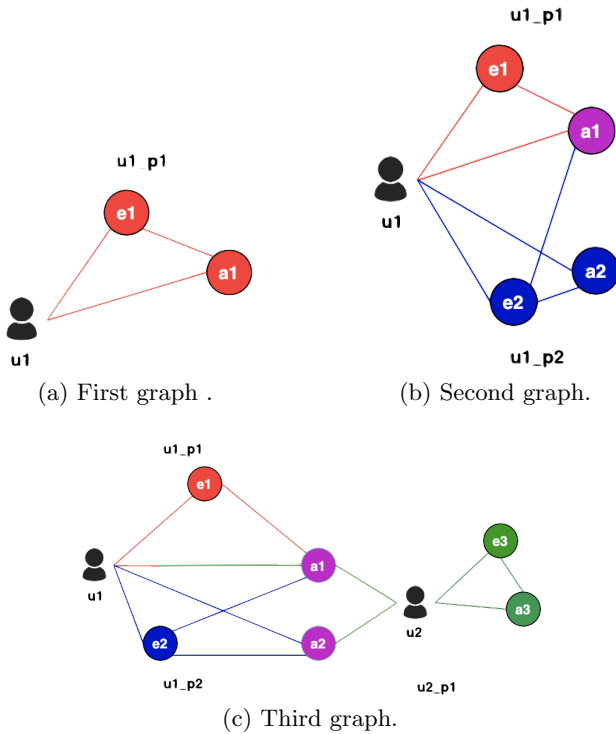 u1_p1
e1
a1
u1
(a) First graph .
u1_p1
e1
a1
u1
a2
e2
u1_p2
(b) Second graph.
u1_p1
e1
e3
u1
a1
a3
u2
e2
a2
u1_p2
u2_p1
(c) Third graph.